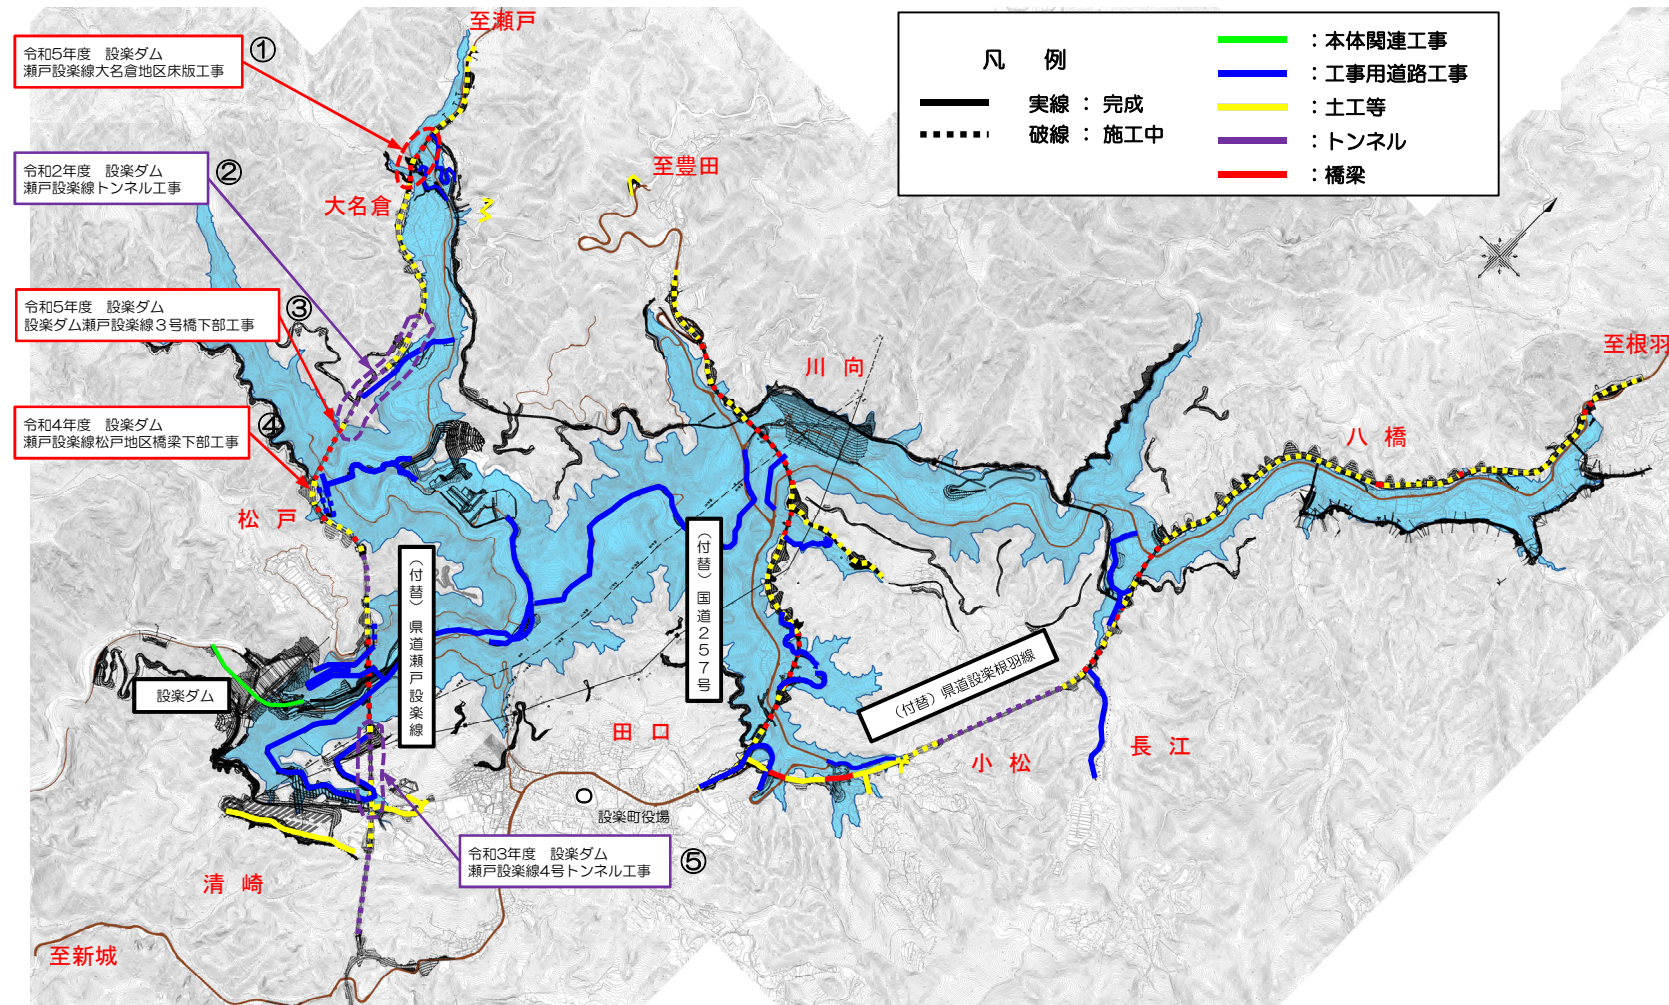 至瀬戸
令和5年度　設楽ダム
瀬戸設楽線大名倉地区床版工事
①
凡　例
実線 ： 完成
破線 ： 施工中
：本体関連工事
：工事用道路工事
：土工等
：トンネル
：橋梁
令和2年度　設楽ダム
瀬戸設楽線トンネル工事
②
至豊田
大名倉
令和5年度　設楽ダム
設楽ダム瀬戸設楽線３号橋下部工事
③
川 向
至根羽
令和4年度　設楽ダム
瀬戸設楽線松戸地区橋梁下部工事
④
八 橋
松 戸
（付替）県道瀬戸設楽線
（付替）国道２５７号
（付替）県道設楽根羽線
設楽ダム
田 口
小 松
長 江
設楽町役場
令和3年度　設楽ダム
瀬戸設楽線4号トンネル工事
⑤
清 崎
至新城